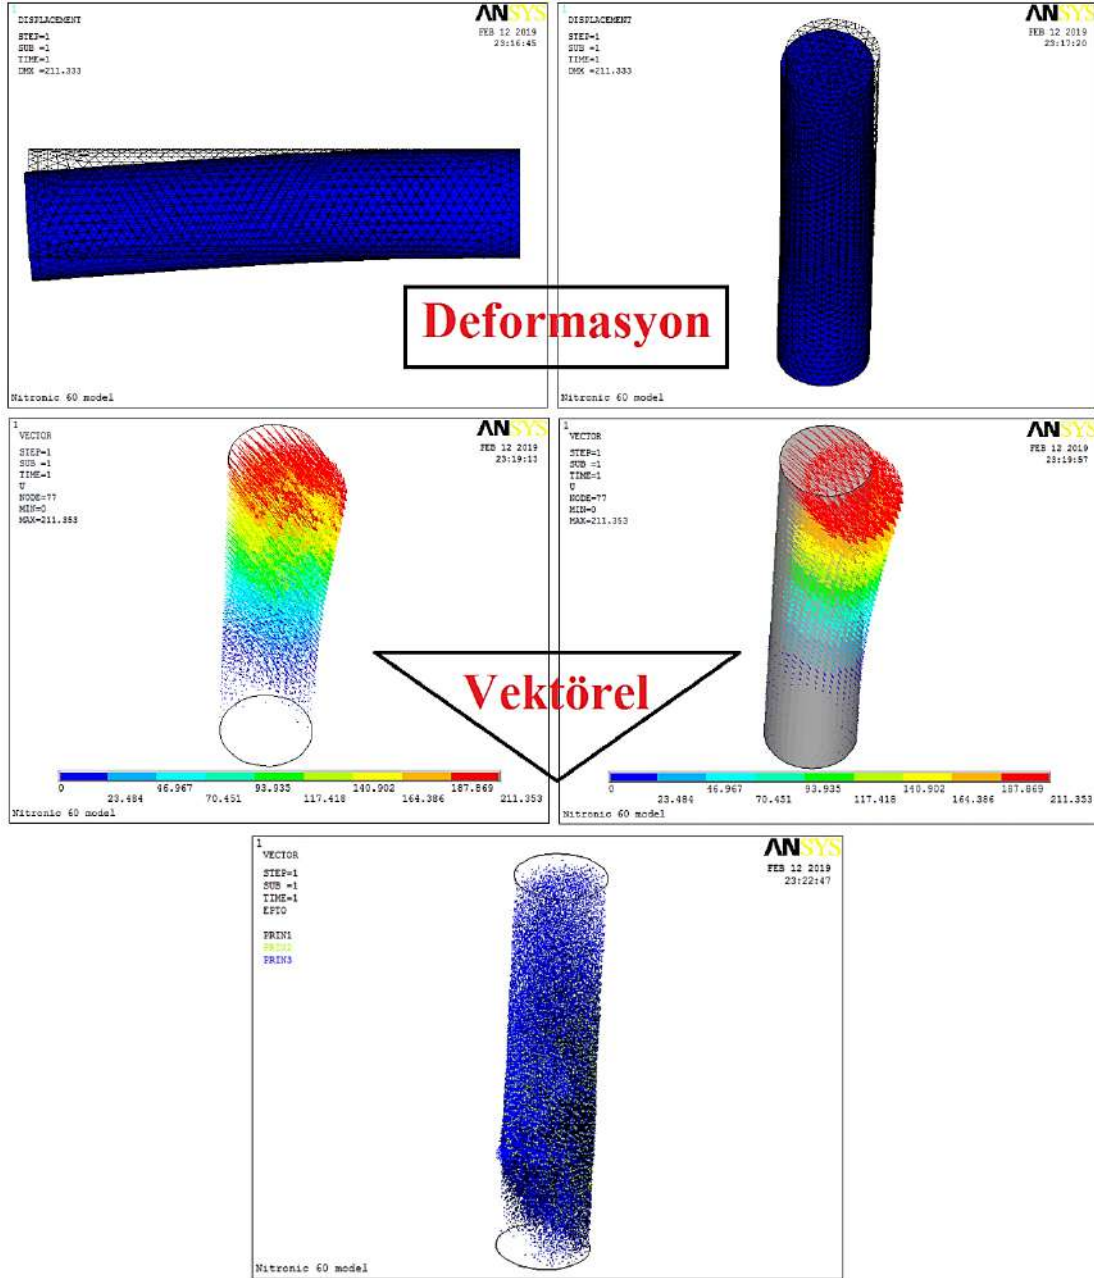 1
DISPLACEMENT
STEP=1
SUB =1
TIME=1
DMX =211.333
ANSYS
FEB 12 2019
23:16:45
Nitronic 60 model
1
DISPLACEMENT
STEP=1
SUB =1
TIME=1
DMX =211.333
ANSYS
FEB 12 2019
23:17:20
Nitronic 60 model
Deformasyon
1
VECTOR
STEP=1
SUB =1
TIME=1
U
NODE=77
MIN=0
MAX=211.353
ANSYS
FEB 12 2019
23:19:13
0 46.967 93.935 140.902 187.869
23.484 70.451 117.418 164.386 211.353
Nitronic 60 model
1
VECTOR
STEP=1
SUB =1
TIME=1
U
NODE=77
MIN=0
MAX=211.353
ANSYS
FEB 12 2019
23:19:57
0 46.967 93.935 140.902 187.869
23.484 70.451 117.418 164.386 211.353
Nitronic 60 model
Vektörel
1
VECTOR
STEP=1
SUB =1
TIME=1
EPTO
PRIN1
PRIN2
PRIN3
ANSYS
FEB 12 2019
23:22:47
Nitronic 60 model